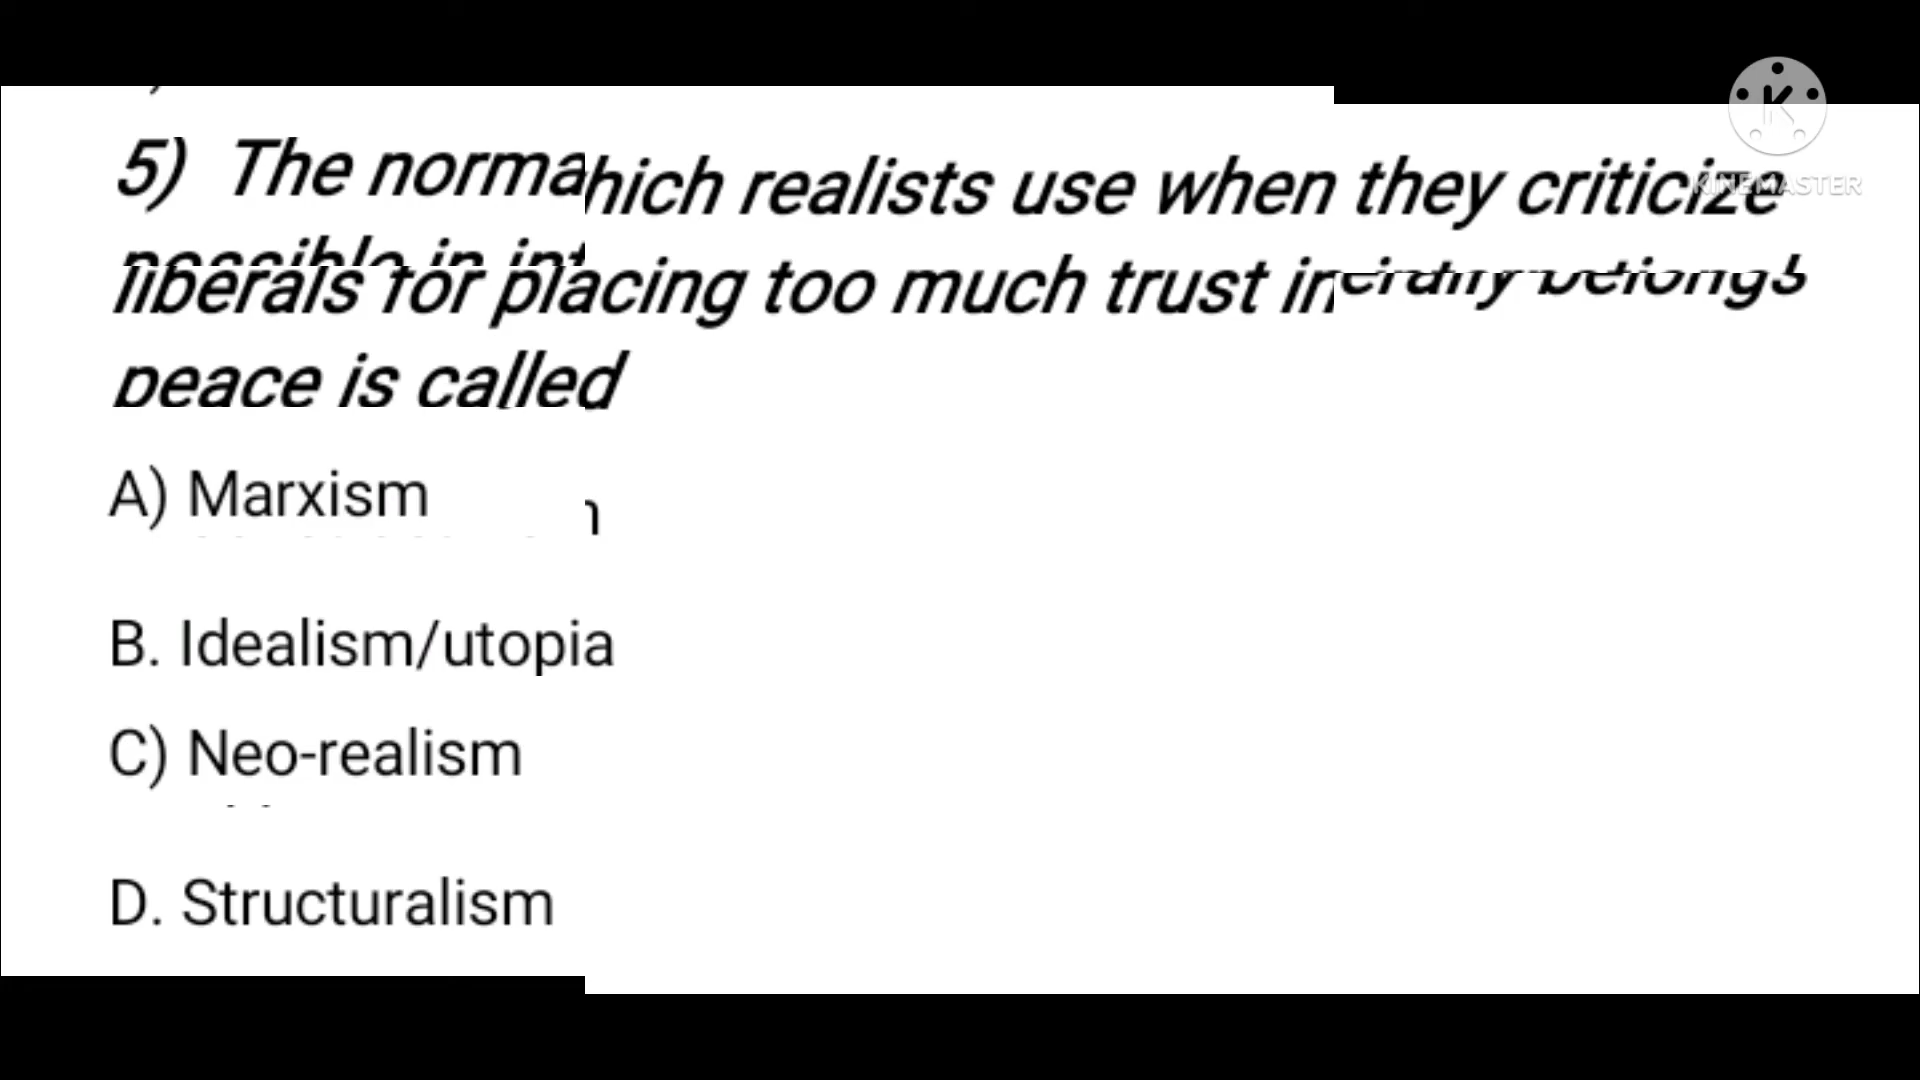 5) The norma hich realists use when they criticize
liberals for placing too much trust in
peace is called
A) Marxism
B. Idealism/utopia
C) Neo-realism
D. Structuralism
KINEMASTER